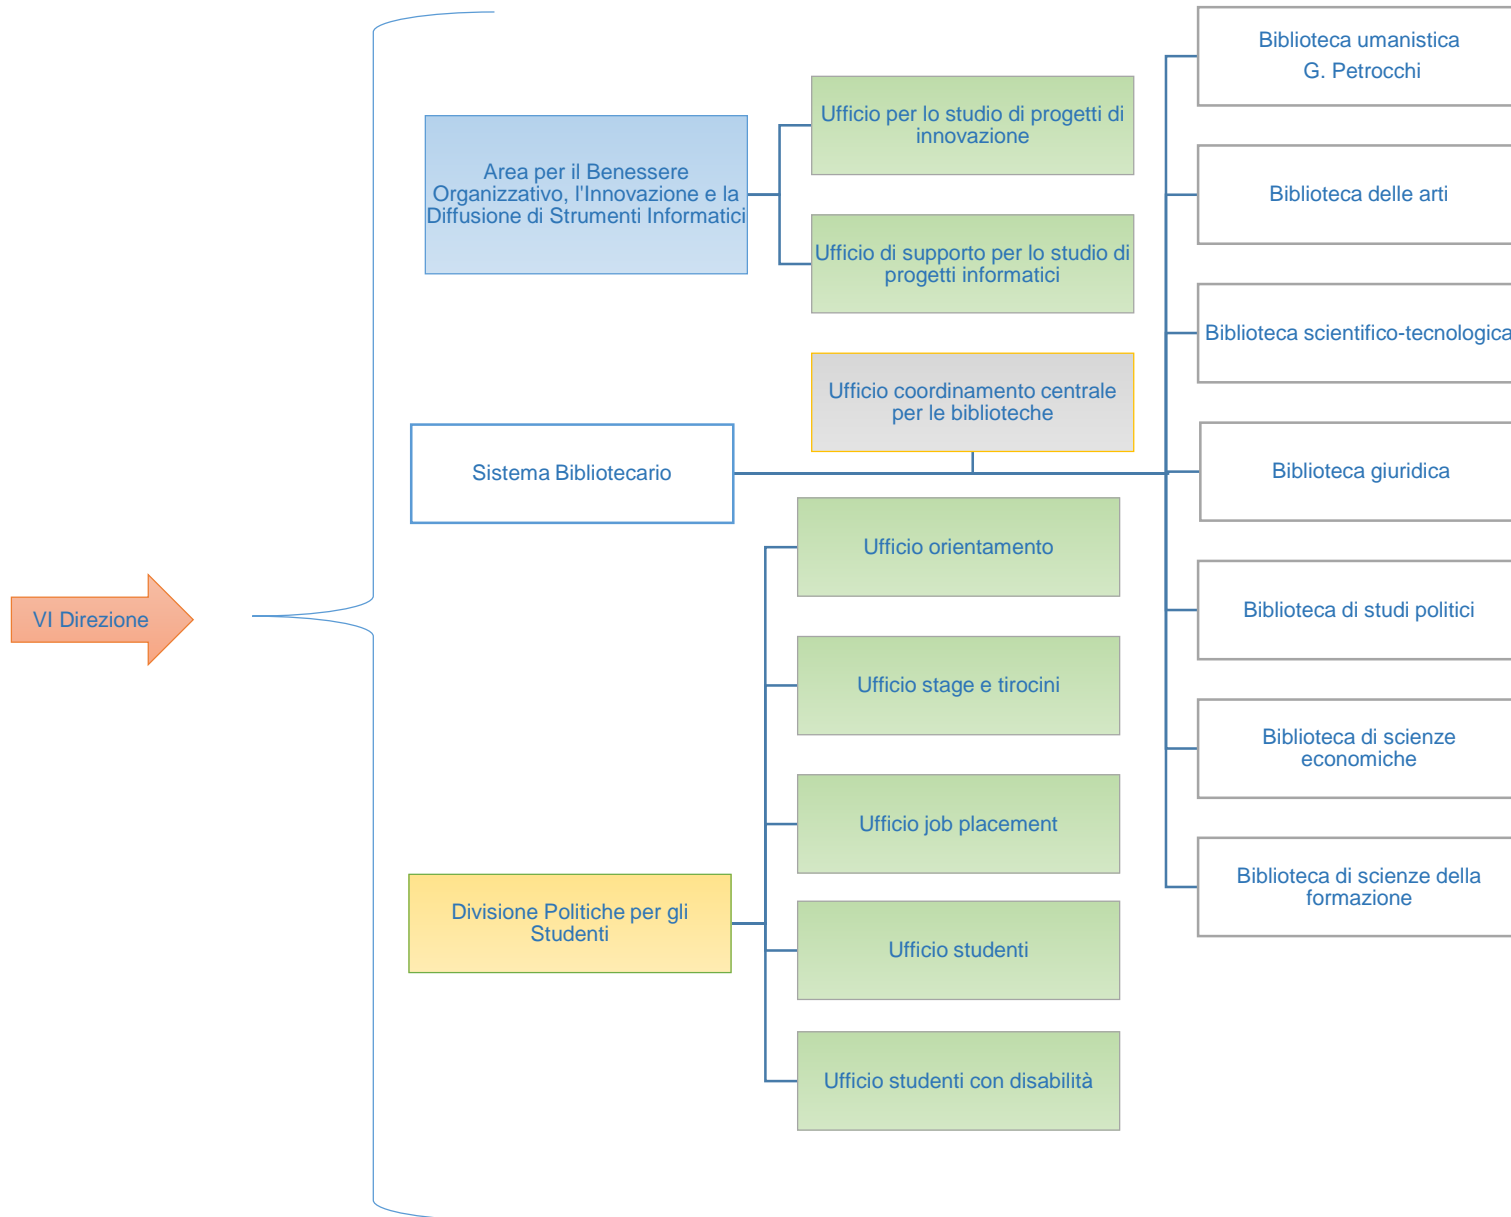 VI Direzione
Area per il Benessere
Organizzativo, l'Innovazione e la
Diffusione di Strumenti Informatici
Ufficio per lo studio di progetti di
innovazione
Ufficio di supporto per lo studio di
progetti informatici
Sistema Bibliotecario
Ufficio coordinamento centrale
per le biblioteche
Biblioteca umanistica
G. Petrocchi
Biblioteca delle arti
Biblioteca scientifico-tecnologica
Biblioteca giuridica
Biblioteca di studi politici
Biblioteca di scienze
economiche
Biblioteca di scienze della
formazione
Divisione Politiche per gli
Studenti
Ufficio orientamento
Ufficio stage e tirocini
Ufficio job placement
Ufficio studenti
Ufficio studenti con disabilità